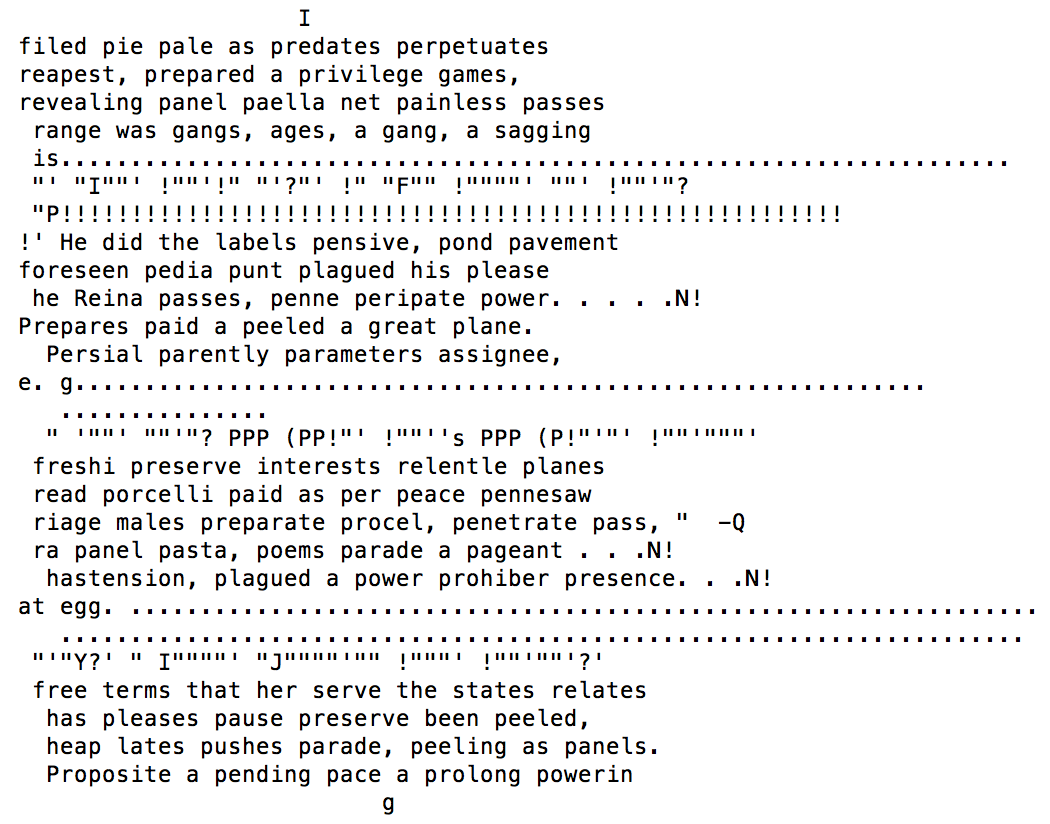 I
filed pie pale as predates perpetuates
reapest, prepared a privilege games,
revealing panel paella net painless passes
range was gangs, ages, a gang, a sagging
is....................................................................
"' "I""' !""'!" "'?"' !" "F"" !""""' ""' !""'"?
"P!!!!!!!!!!!!!!!!!!!!!!!!!!!!!!!!!!!!!!!!!!!!!!!!!!!!!!!!
!' He did the labels pensive, pond pavement
foreseen pedia punt plagued his please
he Reina passes, penne peripate power. . . . .N!
Prepares paid a peeled a great plane.
Persial parently parameters assignee,
e. g.............................................................
...............
" '""' ""'"? PPP (PP!"' !""''s PPP (P!"'"' !""'"""'
freshi preserve interests relentle planes
read porcelli paid as per peace pennesaw
riage males preparate procel, penetrate pass, "  -Q
ra panel pasta, poems parade a pageant . . .N!
hastension, plagued a power prohiber presence. . .N!
at egg. .................................................................
.....................................................................
"'"Y?' " I""""' "J""""'"" !"""' !""'""'?'
free terms that her serve the states relates
has pleases pause preserve been peeled,
heap lates pushes parade, peeling as panels.
Proposite a pending pace a prolong powerin
g